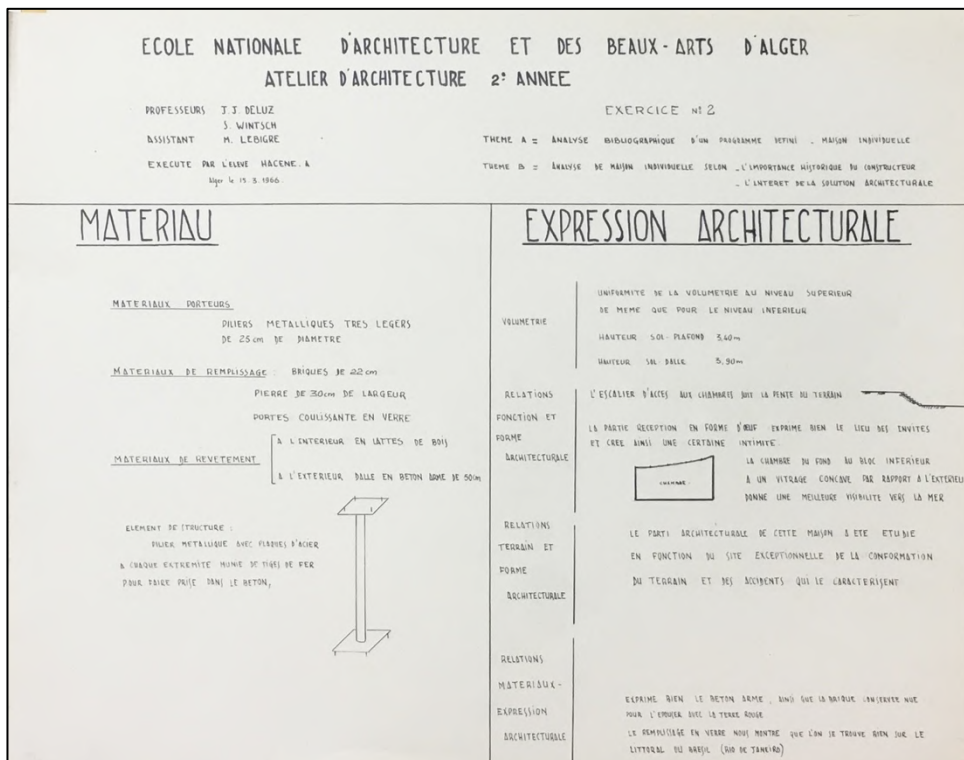 ECOLE NATIONALE D'ARCHITECTURE ET DES BEAUX-ARTS D'ALGER
ATELIER D'ARCHITECTURE 2e ANNEE
PROFESSEURS J.J. DELUZ
S. WINTSCH
ASSISTANT M. LEBIGRE
EXECUTE PAR L'ELEVE HACENE. A
Alger le 15.3.1966.
EXERCICE No 2
THEME A = ANALYSE BIBLIOGRAPHIQUE D'UN PROGRAMME DEFINI - MAISON INDIVIDUELLE
THEME B = ANALYSE DE MAISON INDIVIDUELLE SELON - L'IMPORTANCE HISTORIQUE DU CONSTRUCTEUR
- L'INTERET DE LA SOLUTION ARCHITECTURALE
MATERIAU
MATERIAUX PORTEURS
PILIERS METALLIQUES TRES LEGERS
DE 25cm DE DIAMETRE
MATERIAUX DE REMPLISSAGE : BRIQUES DE 22cm
PIERRE DE 30cm DE LARGEUR
PORTES COULISSANTE EN VERRE
MATERIAUX DE REVETEMENT
A L'INTERIEUR EN LATTES DE BOIS
A L'EXTERIEUR DALLE EN BETON ARME DE 50cm
ELEMENT DE STRUCTURE :
PILIER METALLIQUE AVEC PLAQUES D'ACIER
A CHAQUE EXTREMITE MUNIE DE TIGES DE FER
POUR FAIRE PRISE DANS LE BETON,
EXPRESSION ARCHITECTURALE
VOLUMETRIE
UNIFORMITE DE LA VOLUMETRIE AU NIVEAU SUPERIEUR
DE MEME QUE POUR LE NIVEAU INFERIEUR
HAUTEUR SOL-PLAFOND 3,40m
HAUTEUR SOL DALLE 3,90m
RELATIONS
FONCTION ET
FORME
ARCHITECTURALE
L'ESCALIER D'ACCES AUX CHAMBRES SUIT LA PENTE DU TERRAIN
LA PARTIE RECEPTION EN FORME D'ŒUF EXPRIME BIEN LE LIEU DES INVITES
ET CREE AINSI UNE CERTAINE INTIMITE.
CHAMBRE
LA CHAMBRE DU FOND AU BLOC INFERIEUR
A UN VITRAGE CONCAVE PAR RAPPORT A L'EXTERIEUR
DONNE UNE MEILLEURE VISIBILITE VERS LA MER
RELATIONS
TERRAIN ET
FORME
ARCHITECTURALE
LE PARTI ARCHITECTURALE DE CETTE MAISON A ETE ETUDIE
EN FONCTION DU SITE EXCEPTIONNELLE DE LA CONFORMATION
DU TERRAIN ET DES ACCIDENTS QUI LE CARACTERISENT
RELATIONS
MATERIAUX-
EXPRESSION
ARCHITECTURALE
EXPRIME BIEN LE BETON ARME, AINSI QUE LA BRIQUE CONSERVEE NUE
POUR L'EPOUSER AVEC LA TERRE ROUGE
LE REMPLISSAGE EN VERRE NOUS MONTRE QUE L'ON SE TROUVE BIEN SUR LE
LITTORAL DU BRESIL (RIO DE JANEIRO)